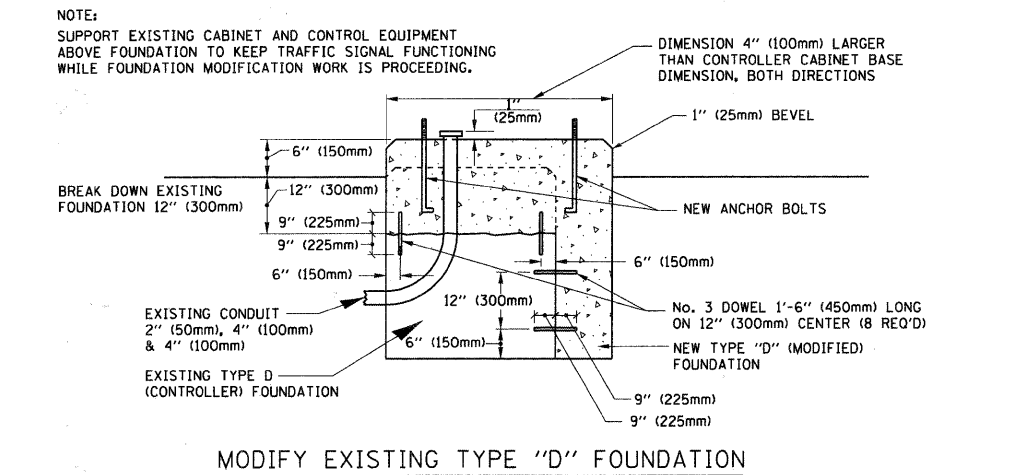 NOTE:
SUPPORT EXISTING CABINET AND CONTROL EQUIPMENT
ABOVE FOUNDATION TO KEEP TRAFFIC SIGNAL FUNCTIONING
WHILE FOUNDATION MODIFICATION WORK IS PROCEEDING.
DIMENSION 4" (100mm) LARGER
THAN CONTROLLER CABINET BASE
DIMENSION, BOTH DIRECTIONS
1"
(25mm)
1" (25mm) BEVEL
6" (150mm)
BREAK DOWN EXISTING
FOUNDATION 12" (300mm)
12" (300mm)
NEW ANCHOR BOLTS
9" (225mm)
9" (225mm)
6" (150mm)
6" (150mm)
12" (300mm)
EXISTING CONDUIT
2" (50mm), 4" (100mm)
& 4" (100mm)
No. 3 DOWEL 1'-6" (450mm) LONG
ON 12" (300mm) CENTER (8 REQ'D)
6" (150mm)
NEW TYPE "D" (MODIFIED)
FOUNDATION
EXISTING TYPE D
(CONTROLLER) FOUNDATION
9" (225mm)
9" (225mm)
MODIFY EXISTING TYPE "D" FOUNDATION